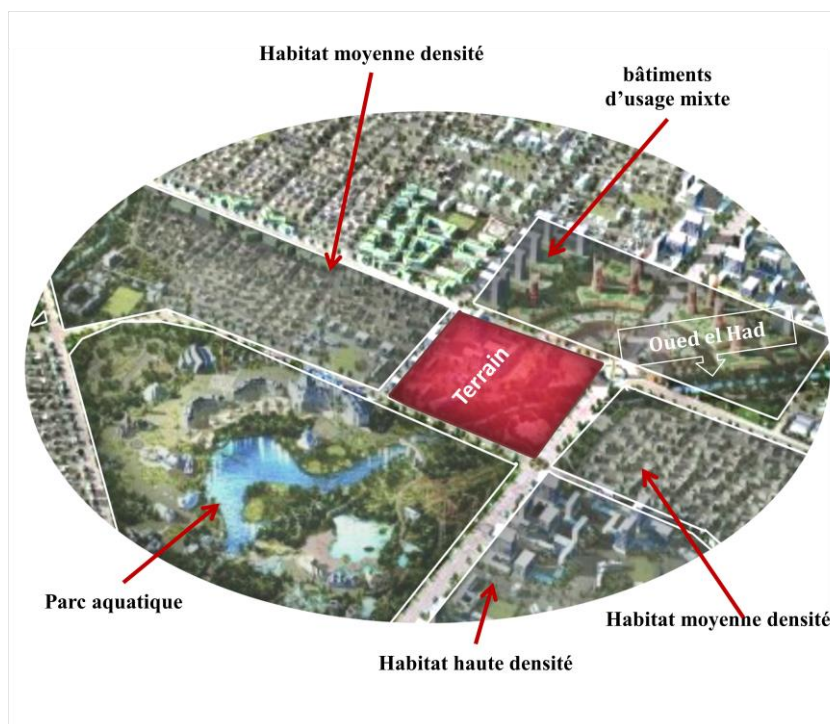 Habitat moyenne densité
bâtiments
d’usage mixte
Oued el Had
Terrain
Parc aquatique
Habitat moyenne densité
Habitat haute densité